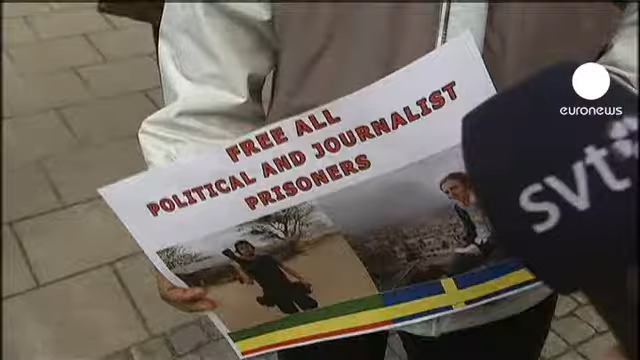 euronews
FREE ALL
POLITICAL AND JOURNALIST
PRISONERS
svt